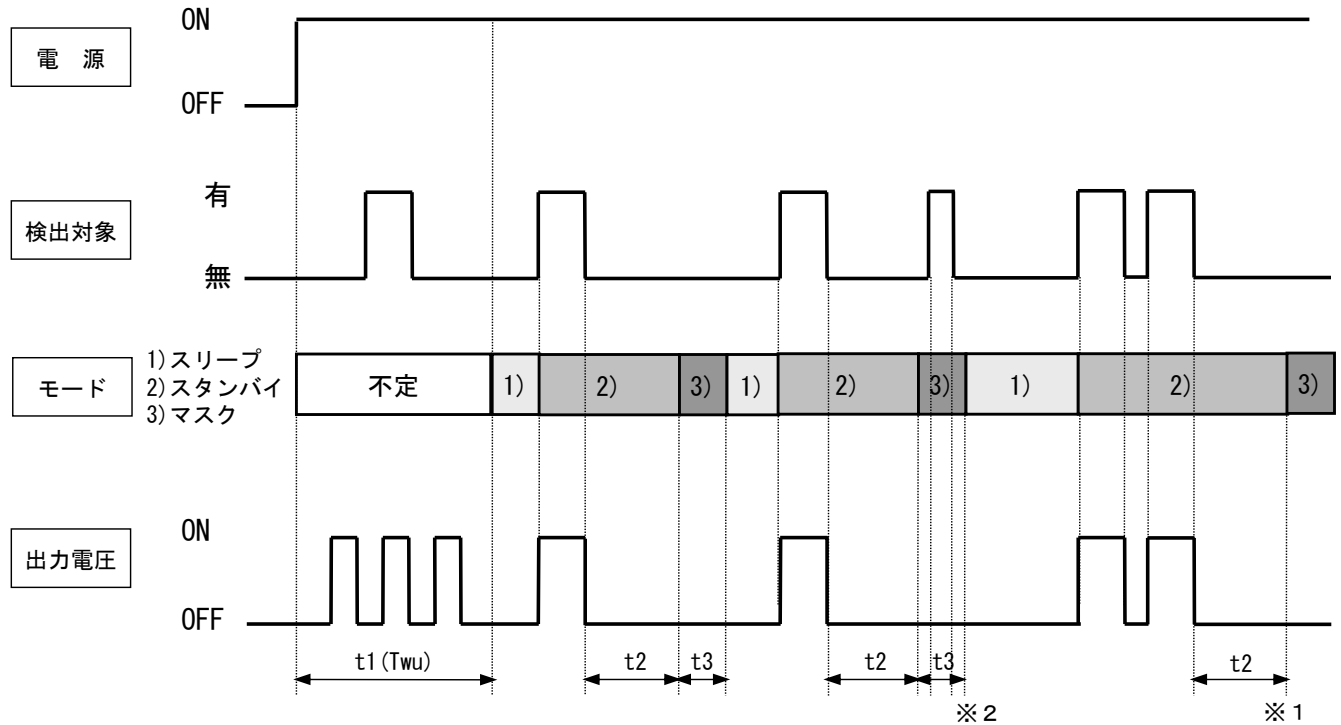 ON
電 源
OFF
有
検出対象
無
モード
1)スリープ
2)スタンバイ
3)マスク
不定 1) 2) 3) 1) 2) 3) 1) 2) 3)
ON
出力電圧
OFF
t1(Twu) t2 t3 t2 t3 t2
※2 ※1